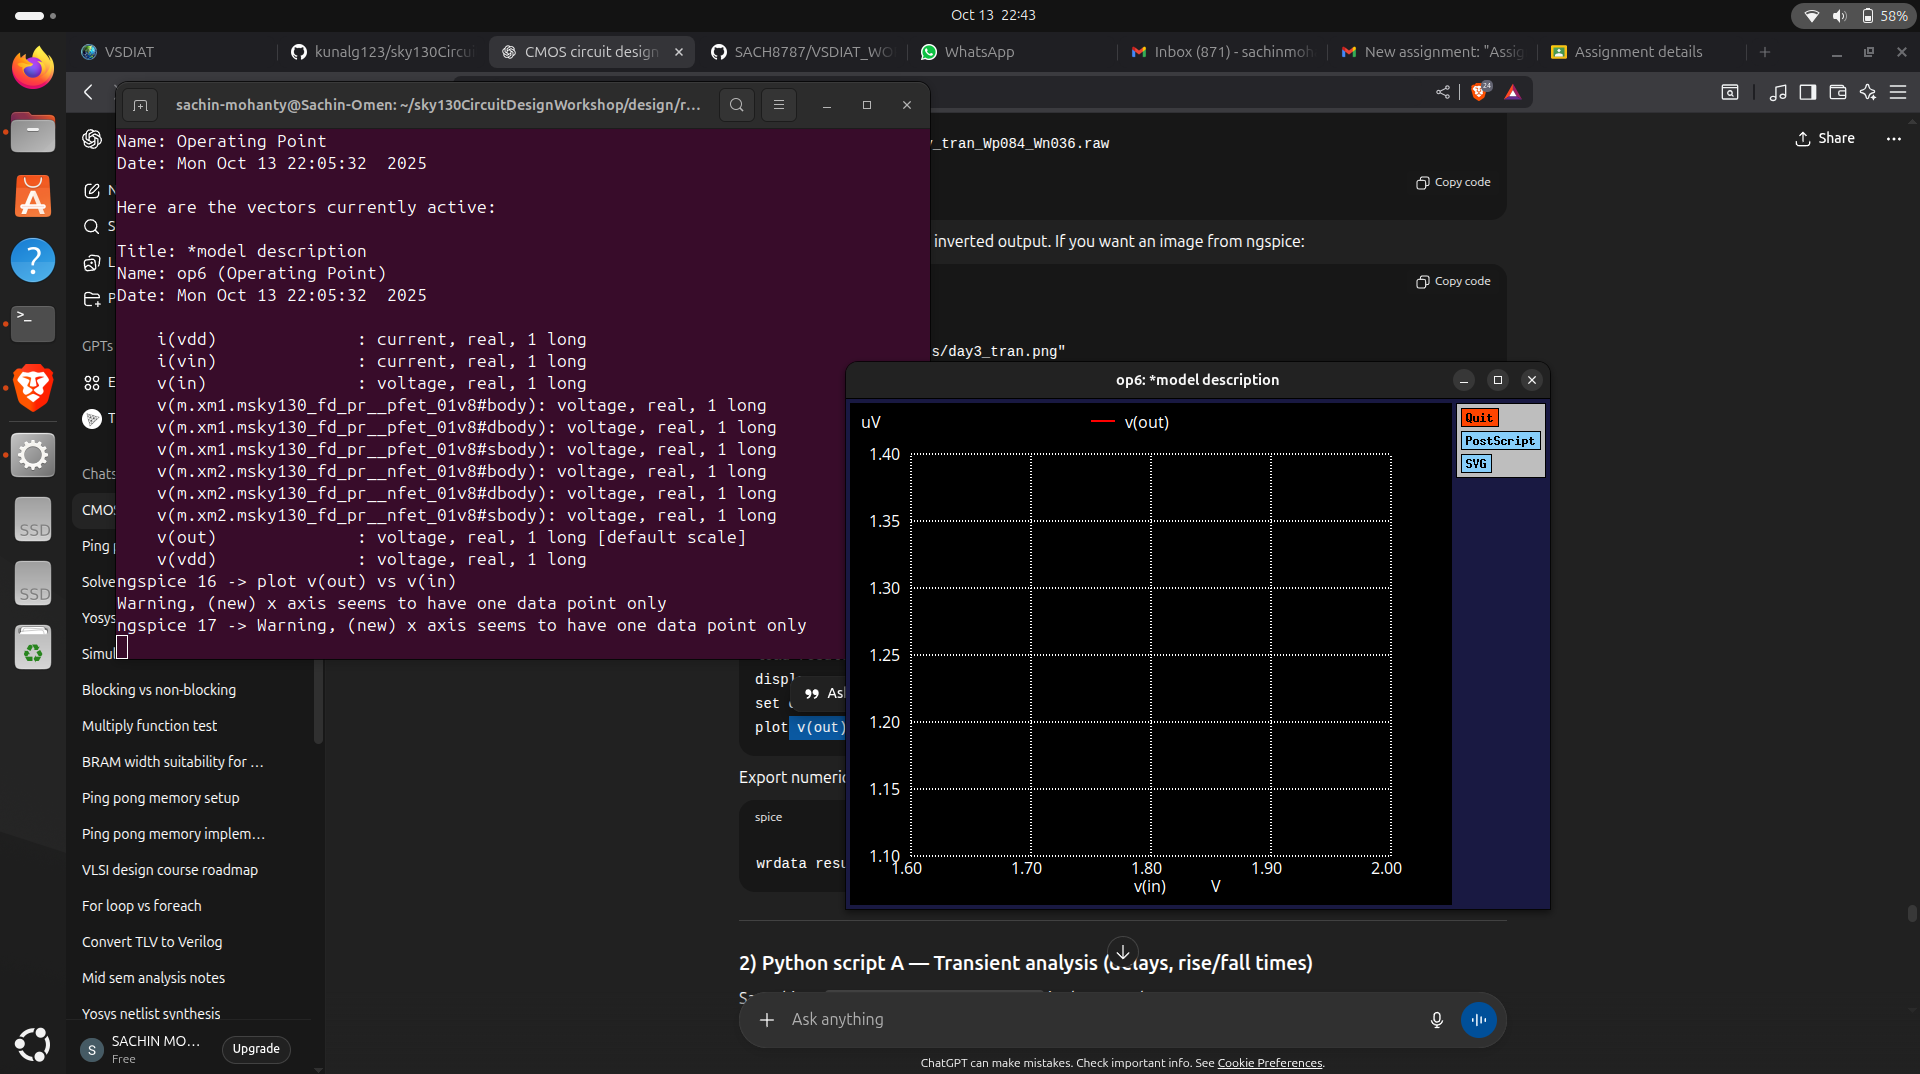 Oct 13 22:43
58%
VSDIAT
kunalg123/sky130Circui
CMOS circuit design
SACH8787/VSDIAT_WO
WhatsApp
Inbox (871) - sachinmoh
New assignment: "Assig
Assignment details
sachin-mohanty@Sachin-Omen: ~/sky130CircuitDesignWorkshop/design/r...
24
Share
Name: Operating Point
Date: Mon Oct 13 22:05:32  2025
Here are the vectors currently active:
Title: *model description
Name: op6 (Operating Point)
Date: Mon Oct 13 22:05:32  2025
i(vdd) : current, real, 1 long
i(vin) : current, real, 1 long
v(in) : voltage, real, 1 long
v(m.xm1.msky130_fd_pr__pfet_01v8#body): voltage, real, 1 long
v(m.xm1.msky130_fd_pr__pfet_01v8#dbody): voltage, real, 1 long
v(m.xm1.msky130_fd_pr__pfet_01v8#sbody): voltage, real, 1 long
v(m.xm2.msky130_fd_pr__nfet_01v8#body): voltage, real, 1 long
v(m.xm2.msky130_fd_pr__nfet_01v8#dbody): voltage, real, 1 long
v(m.xm2.msky130_fd_pr__nfet_01v8#sbody): voltage, real, 1 long
v(out) : voltage, real, 1 long [default scale]
v(vdd) : voltage, real, 1 long
ngspice 16 -> plot v(out) vs v(in)
Warning, (new) x axis seems to have one data point only
ngspice 17 -> Warning, (new) x axis seems to have one data point only
_tran_Wp084_Wn036.raw
Copy code
inverted output. If you want an image from ngspice:
Copy code
s/day3_tran.png"
op6: *model description
Quit
PostScript
SVG
uV
v(out)
1.40
1.35
1.30
1.25
1.20
1.15
1.10
1.60 1.70 1.80 1.90 2.00
v(in) V
GPTs
Chats
CMOS
Ping
Solve
Yosys
Simul
Blocking vs non-blocking
Multiply function test
BRAM width suitability for ...
Ping pong memory setup
Ping pong memory implem...
VLSI design course roadmap
For loop vs foreach
Convert TLV to Verilog
Mid sem analysis notes
Yosys netlist synthesis
S
SACHIN MO...
Free
Upgrade
SSD
SSD
displ
set
plot v(out)
Export numeric
spice
wrdata resu
2) Python script A — Transient analysis (delays, rise/fall times)
Ask anything
ChatGPT can make mistakes. Check important info. See Cookie Preferences.